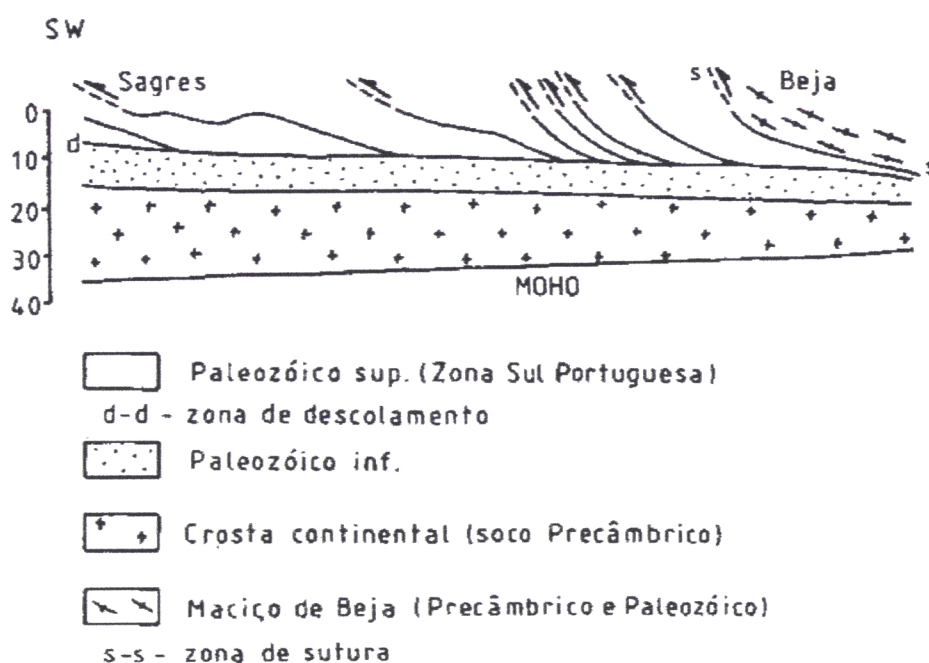 SW
Sagres
s
Beja
0
d
10
s
20
30
40
MOHO
Paleozóico sup. (Zona Sul Portuguesa)
d-d - zona de descolamento
Paleozóico inf.
Crosta continental (soco Precâmbrico)
Maciço de Beja (Precâmbrico e Paleozóico)
s-s - zona de sutura